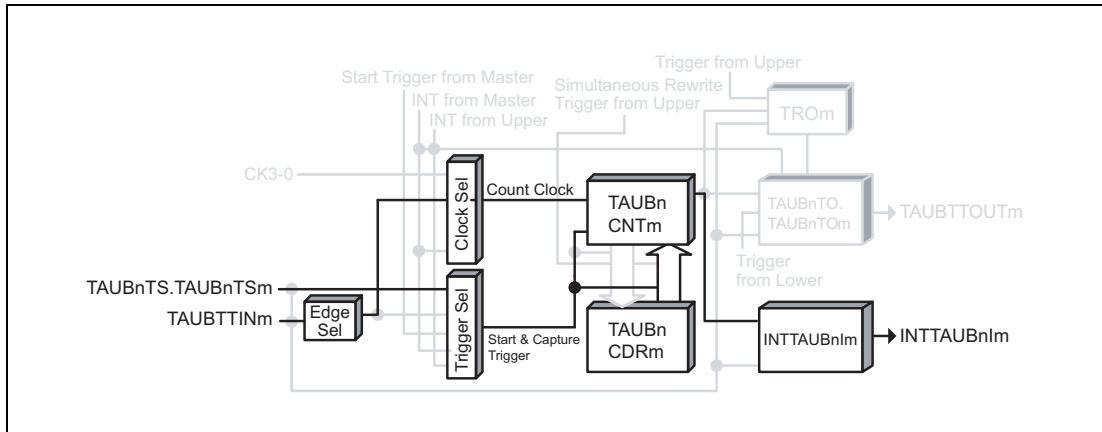 Trigger from Upper
Start Trigger from Master
Simultaneous Rewrite
Trigger from Upper
INT from Master
INT from Upper
TROm
CK3-0
Clock Sel
Count Clock
TAUBn
CNTm
TAUBnTO.
TAUBnTOm
TAUBTTOUTm
Trigger
from Lower
TAUBnTS.TAUBnTSm
TAUBTTINm
Edge
Sel
Trigger Sel
Start & Capture
Trigger
TAUBn
CDRm
INTTAUBnIm
INTTAUBnIm